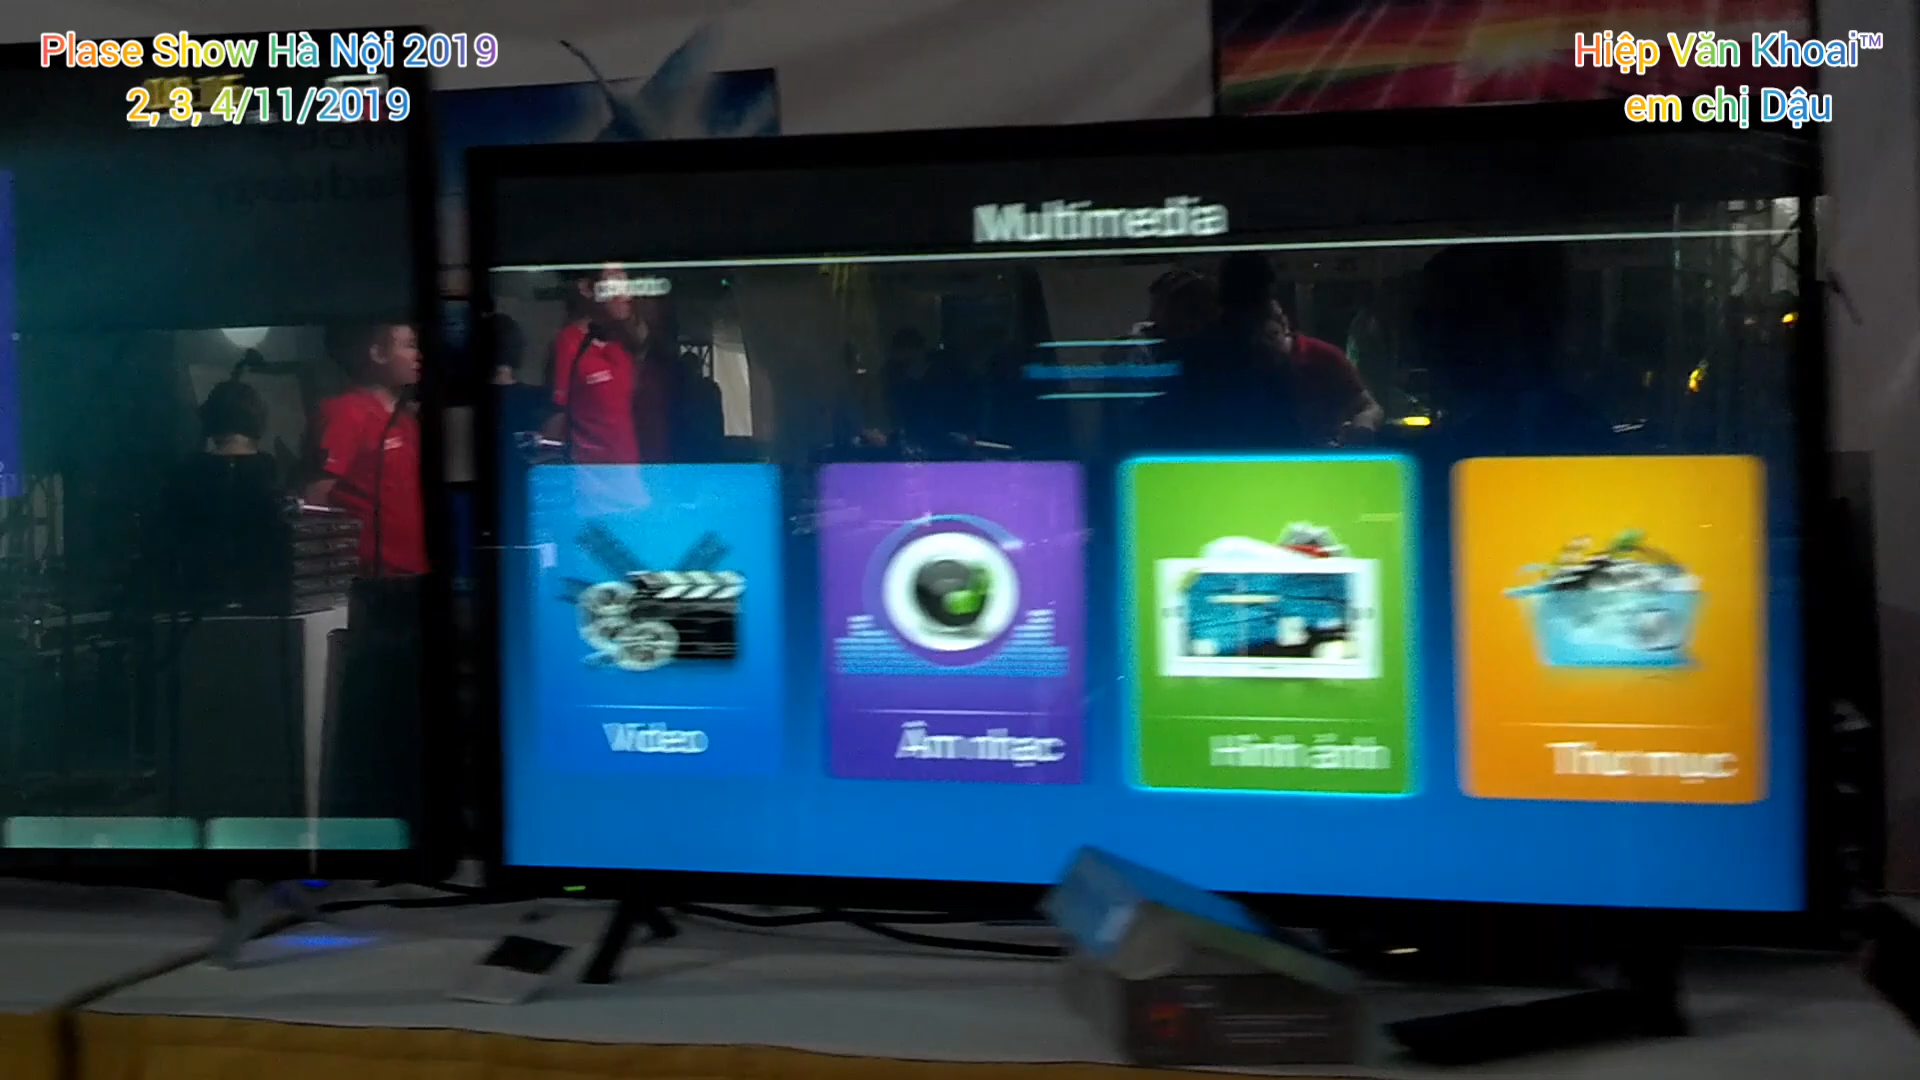 Plase Show Hà Nội 2019
2, 3, 4/11/2019
Hiệp Văn Khoai™
em chị Dậu
Multimedia
Video
Âm nhạc
Hình ảnh
Thư mục